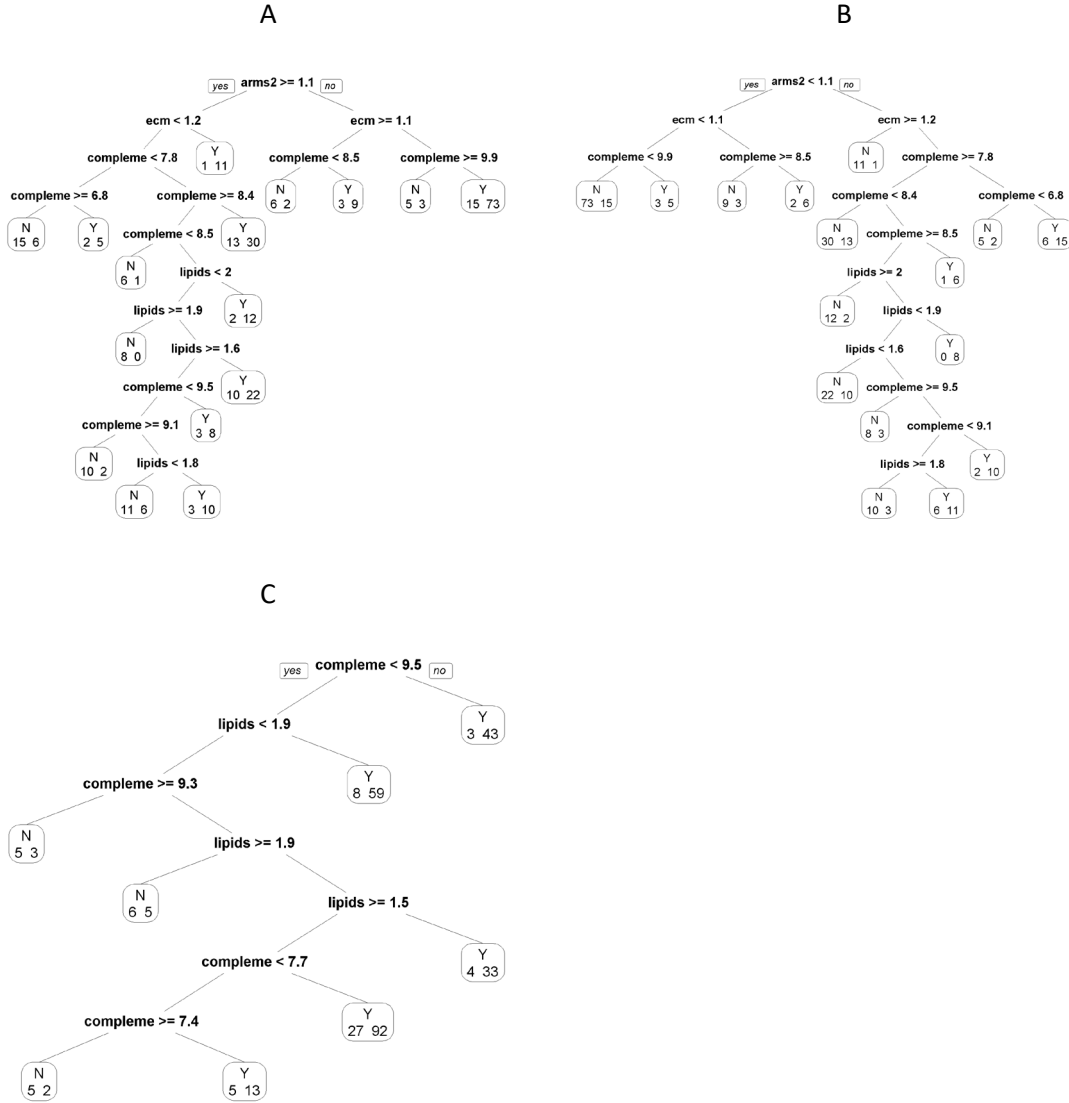 A
yes arms2 >= 1.1 no
ecm < 1.2
ecm >= 1.1
compleme < 7.8
Y
1 11
compleme < 8.5
compleme >= 9.9
compleme >= 6.8
compleme >= 8.4
N
6 2
Y
3 9
N
5 3
Y
15 73
N
15 6
Y
2 5
compleme < 8.5
Y
13 30
N
6 1
lipids < 2
lipids >= 1.9
Y
2 12
N
8 0
lipids >= 1.6
compleme < 9.5
Y
10 22
compleme >= 9.1
Y
3 8
N
10 2
lipids < 1.8
N
11 6
Y
3 10
B
yes arms2 < 1.1 no
ecm < 1.1
ecm >= 1.2
compleme < 9.9
compleme >= 8.5
N
11 1
compleme >= 7.8
N
73 15
Y
3 5
N
9 3
Y
2 6
compleme < 8.4
compleme < 6.8
N
30 13
compleme >= 8.5
N
5 2
Y
6 15
lipids >= 2
Y
1 6
N
12 2
lipids < 1.9
lipids < 1.6
Y
0 8
N
22 10
compleme >= 9.5
N
8 3
compleme < 9.1
lipids >= 1.8
Y
2 10
N
10 3
Y
6 11
C
yes compleme < 9.5 no
lipids < 1.9
Y
3 43
compleme >= 9.3
Y
8 59
N
5 3
lipids >= 1.9
N
6 5
lipids >= 1.5
compleme < 7.7
Y
4 33
compleme >= 7.4
Y
27 92
N
5 2
Y
5 13